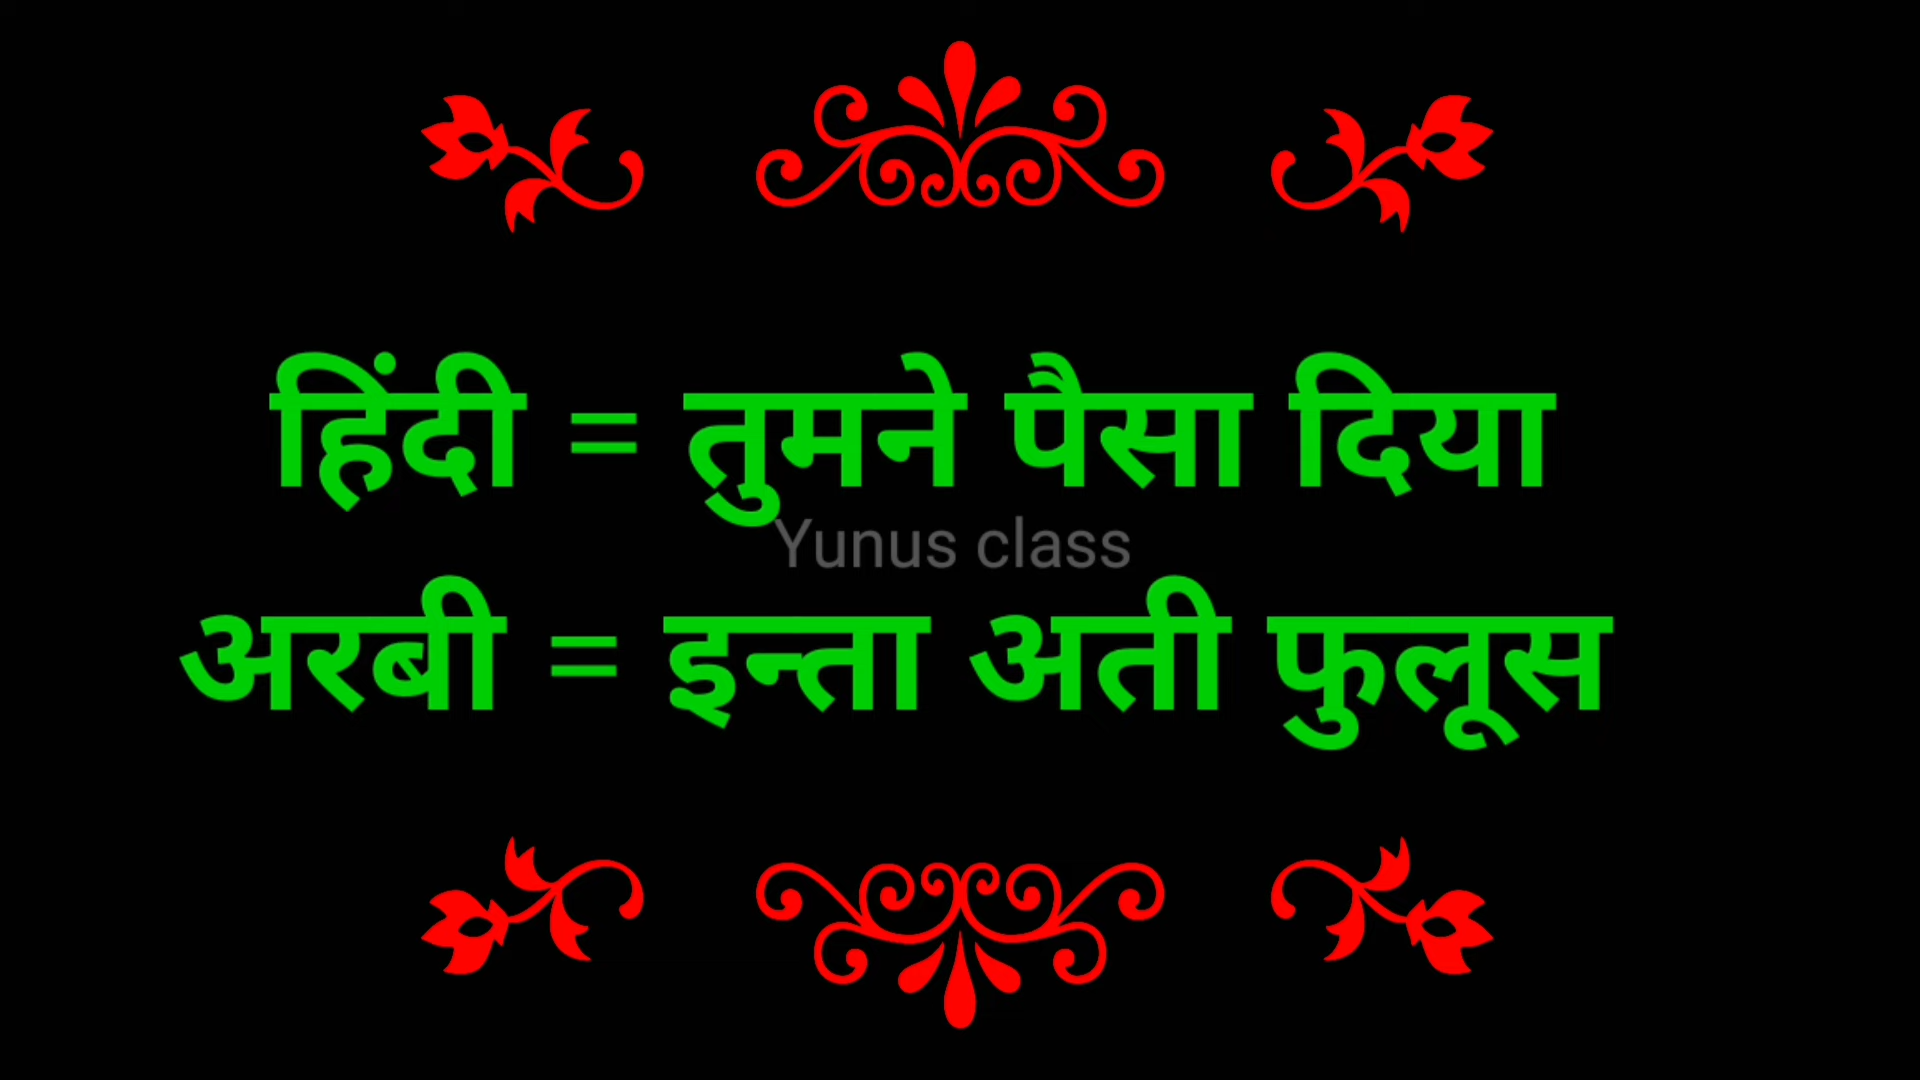 हिंदी = तुमने पैसा दिया
Yunus class
अरबी = इन्ता अती फुलूस